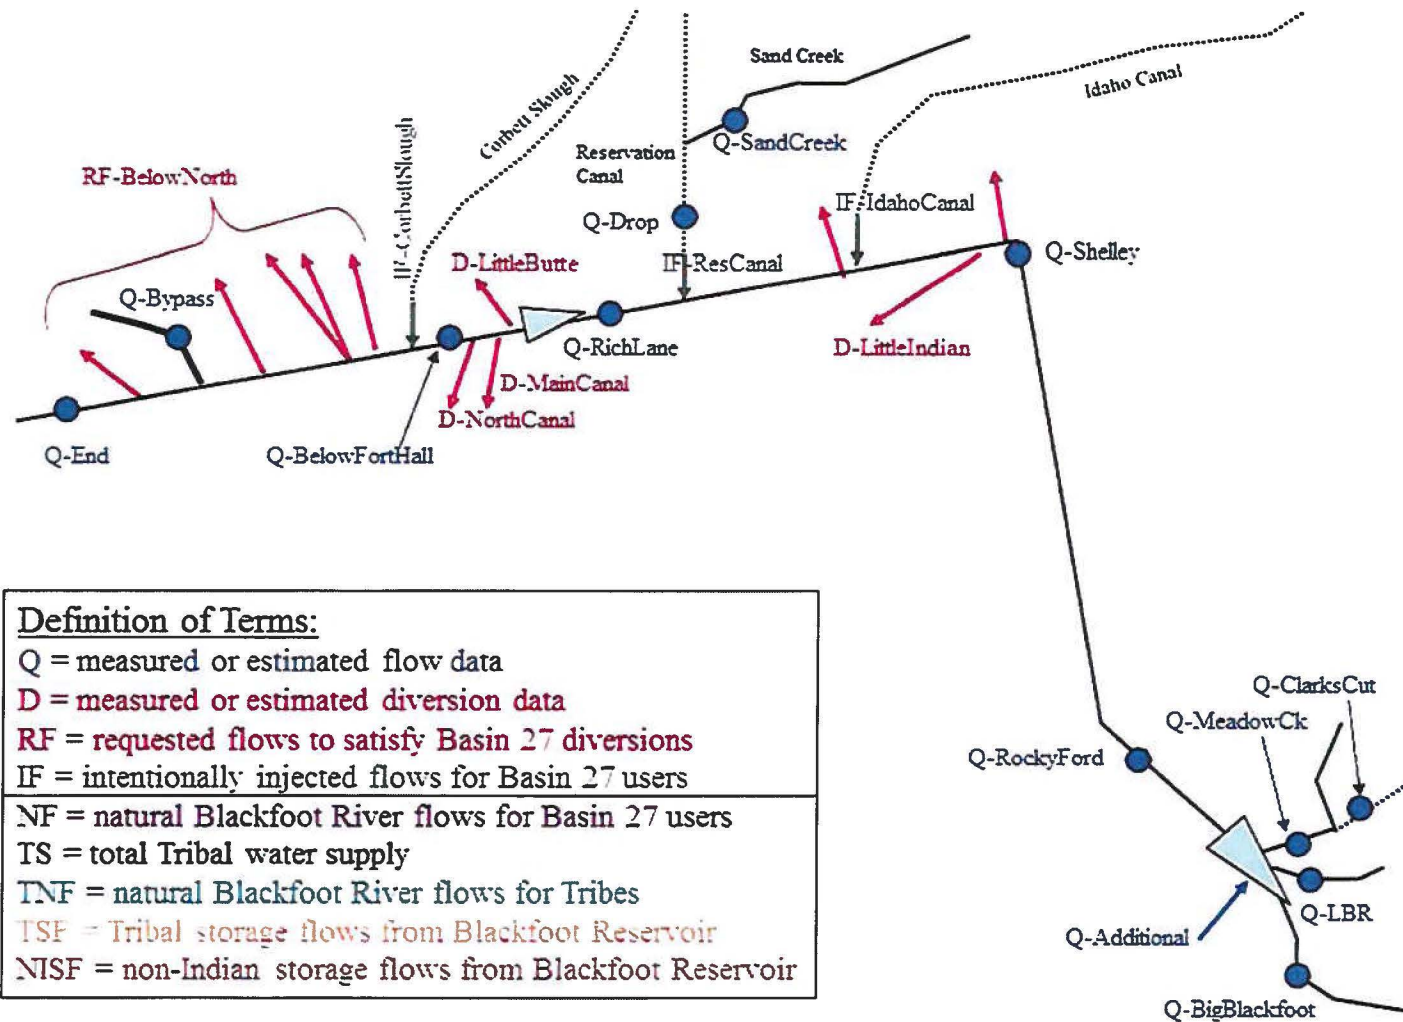 Sand Creek
Idaho Canal
Corbett Slough
IF-CorbettSlough
Q-SandCreek
Reservation
Canal
RF-BelowNorth
IF-IdahoCanal
Q-Drop
Q-Shelley
D-LittleButte
IF-ResCanal
Q-Bypass
Q-RichLane
D-LittleIndian
D-MainCanal
D-NorthCanal
Q-End
Q-BelowFortHall
Definition of Terms:
Q = measured or estimated flow data
D = measured or estimated diversion data
RF = requested flows to satisfy Basin 27 diversions
IF = intentionally injected flows for Basin 27 users
NF = natural Blackfoot River flows for Basin 27 users
TS = total Tribal water supply
TNF = natural Blackfoot River flows for Tribes
TSF = Tribal storage flows from Blackfoot Reservoir
NISF = non-Indian storage flows from Blackfoot Reservoir
Q-ClarksCut
Q-MeadowCk
Q-RockyFord
Q-LBR
Q-Additional
Q-BigBlackfoot